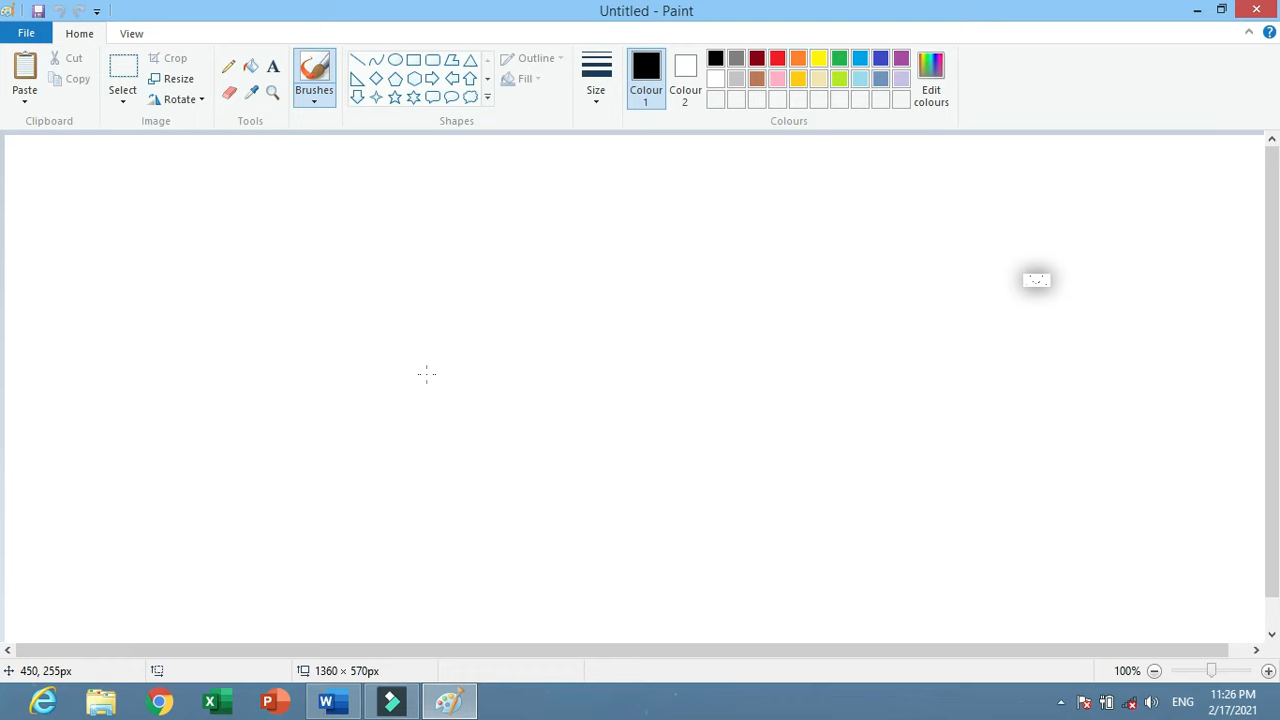 Untitled - Paint
File Home View
Paste
Cut
Copy
Clipboard
Select
Crop
Resize
Rotate
Image
Tools
Brushes
Shapes
Outline
Fill
Size
Colour 1
Colour 2
Edit colours
Colours
450, 255px
1360 × 570px
100%
ENG
11:26 PM
2/17/2021